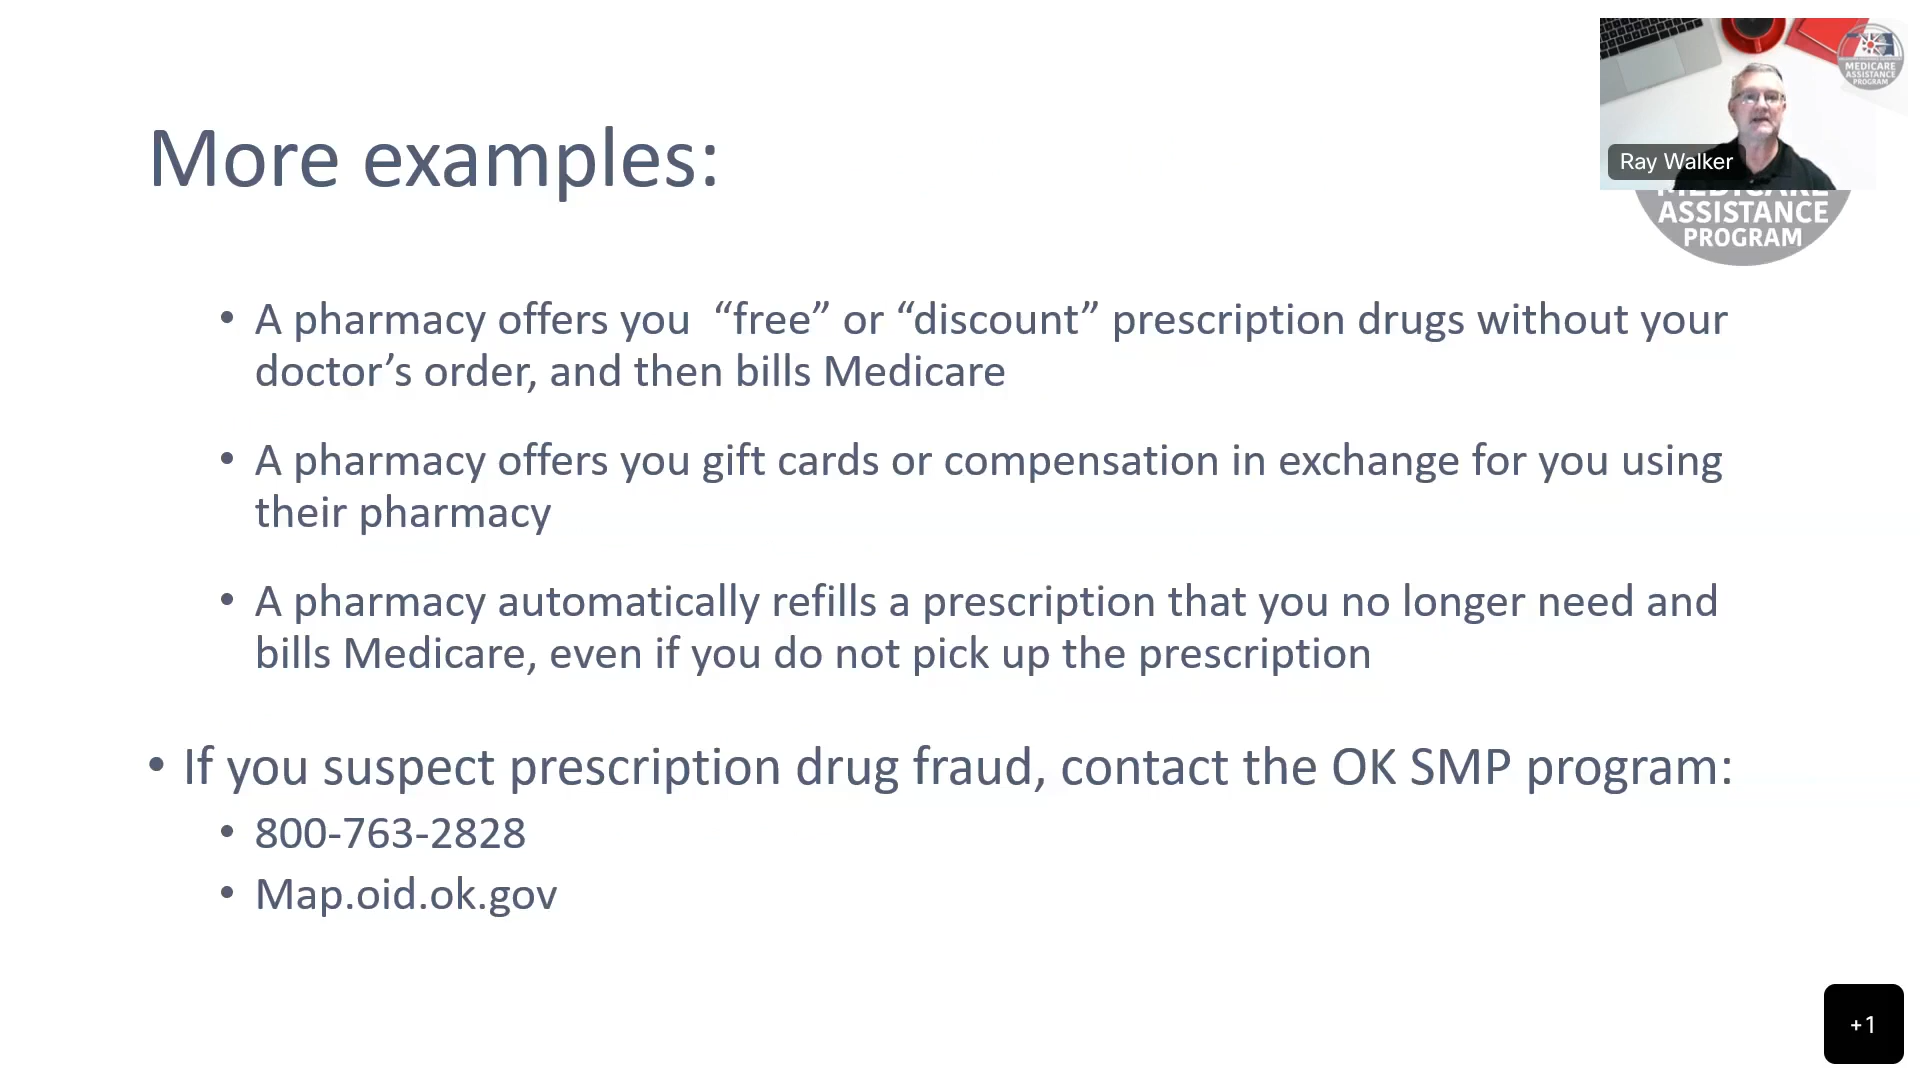 More examples:
MEDICARE
ASSISTANCE
PROGRAM
Ray Walker
MEDICARE
ASSISTANCE
PROGRAM
• A pharmacy offers you “free” or “discount” prescription drugs without your
doctor’s order, and then bills Medicare
• A pharmacy offers you gift cards or compensation in exchange for you using
their pharmacy
• A pharmacy automatically refills a prescription that you no longer need and
bills Medicare, even if you do not pick up the prescription
• If you suspect prescription drug fraud, contact the OK SMP program:
• 800-763-2828
• Map.oid.ok.gov
+1